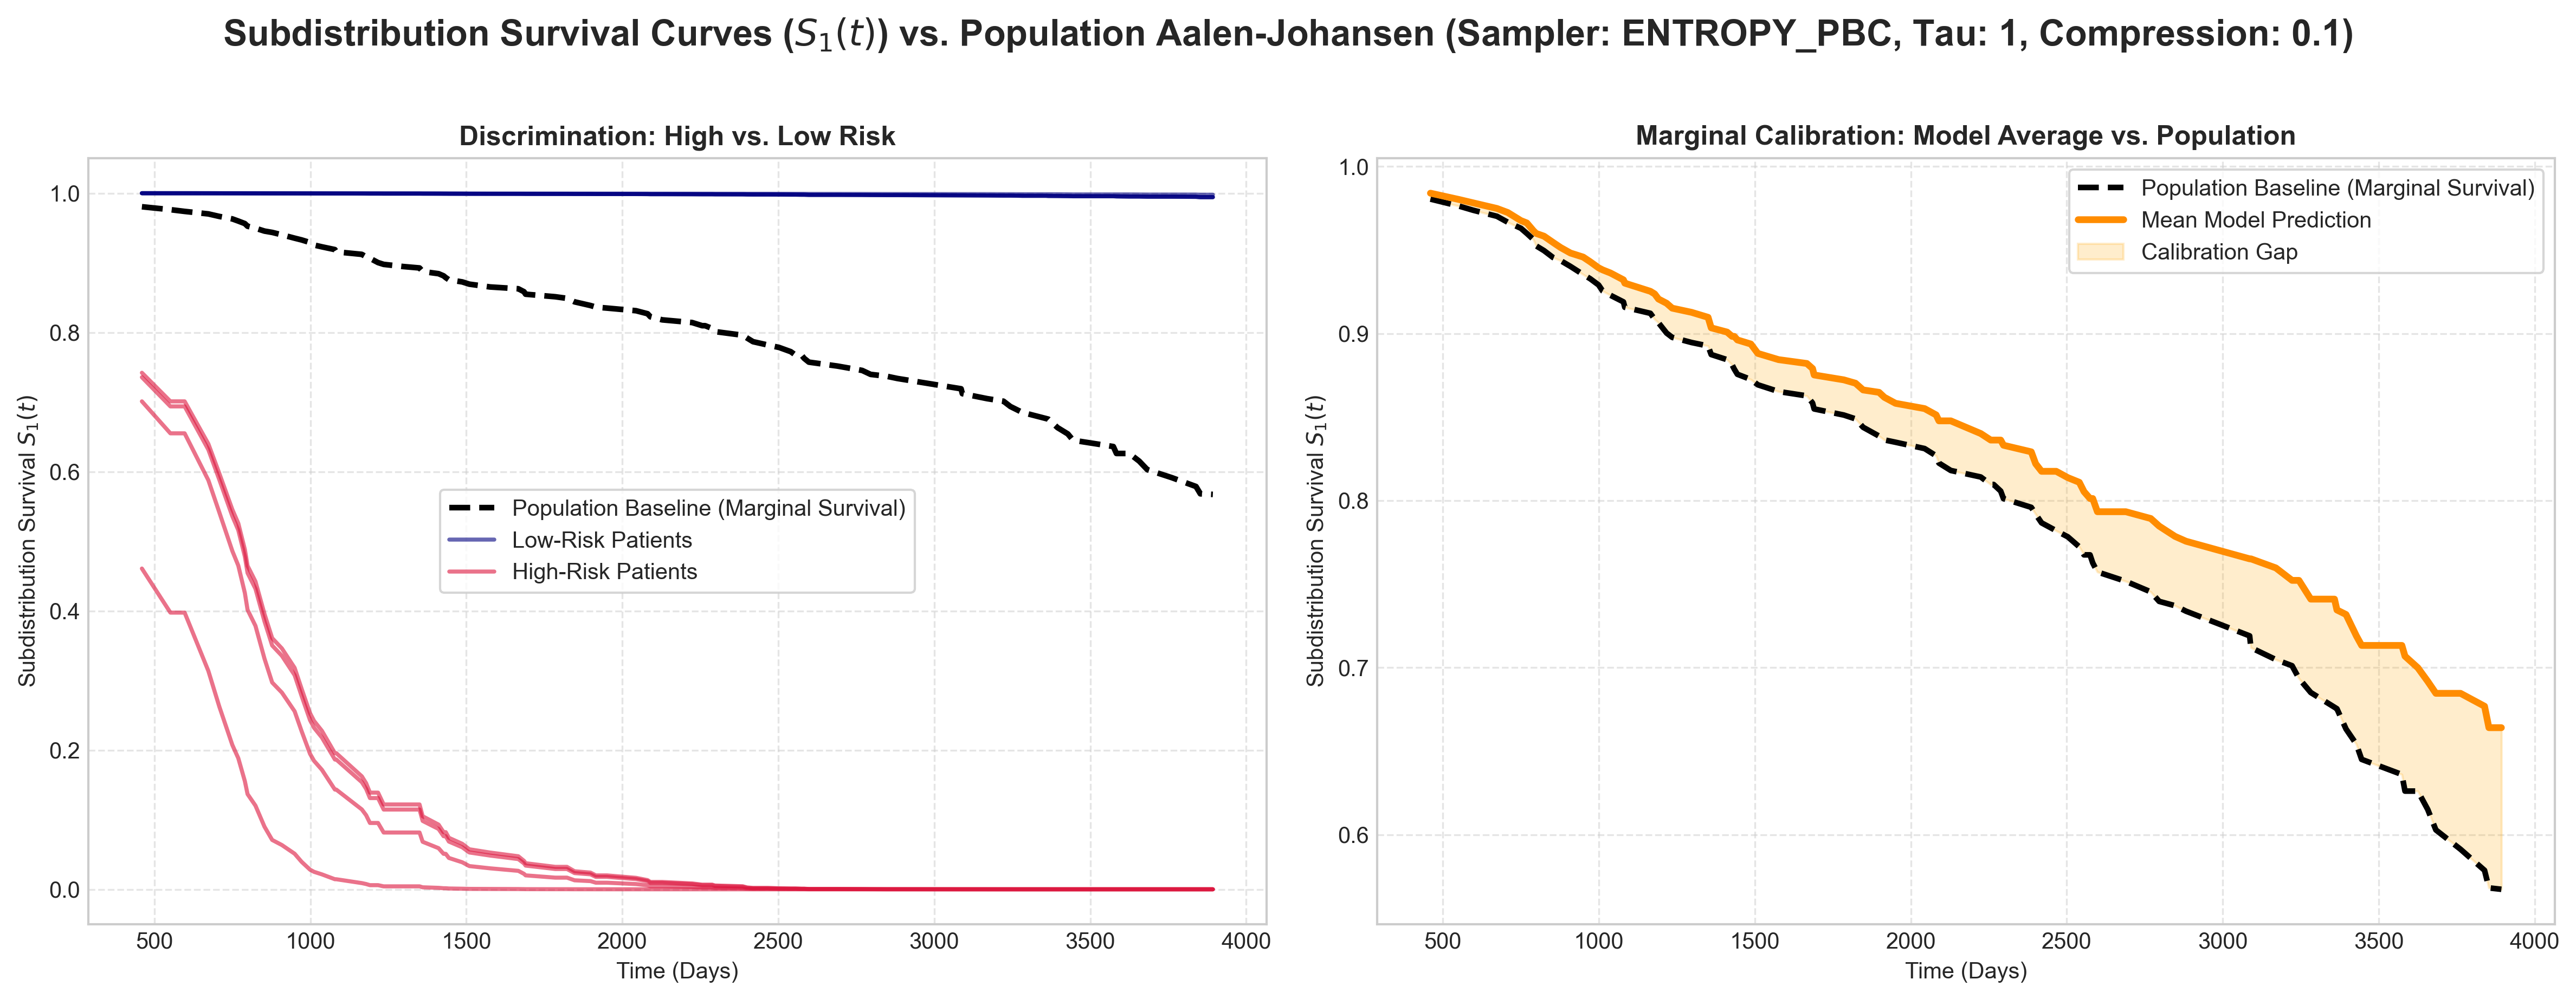 Subdistribution Survival Curves (S₁(t)) vs. Population Aalen-Johansen (Sampler: ENTROPY_PBC, Tau: 1, Compression: 0.1)
Discrimination: High vs. Low Risk
Subdistribution Survival S₁(t)
1.0
0.8
0.6
0.4
0.2
0.0
Population Baseline (Marginal Survival)
Low-Risk Patients
High-Risk Patients
500 1000 1500 2000 2500 3000 3500 4000
Time (Days)
Marginal Calibration: Model Average vs. Population
Subdistribution Survival S₁(t)
1.0
0.9
0.8
0.7
0.6
Population Baseline (Marginal Survival)
Mean Model Prediction
Calibration Gap
500 1000 1500 2000 2500 3000 3500 4000
Time (Days)